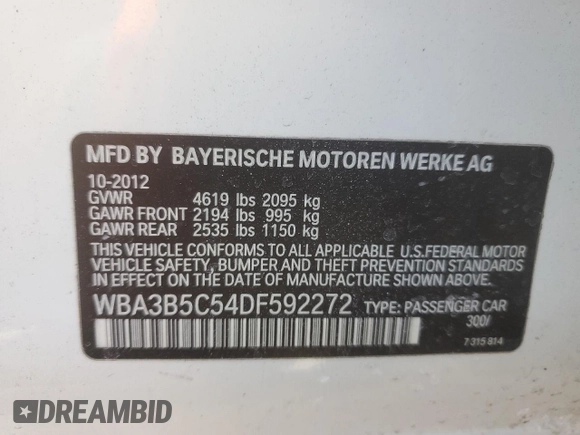 MFD BY BAYERISCHE MOTOREN WERKE AG
10-2012
GVWR 4619 lbs 2095 kg
GAWR FRONT 2194 lbs 995 kg
GAWR REAR 2535 lbs 1150 kg
THIS VEHICLE CONFORMS TO ALL APPLICABLE U.S.FEDERAL MOTOR
VEHICLE SAFETY, BUMPER AND THEFT PREVENTION STANDARDS
IN EFFECT ON THE DATE OF MANUFACTURE SHOWN ABOVE.
WBA3B5C54DF592272 TYPE: PASSENGER CAR
300/
7 315 814
DREAMBID